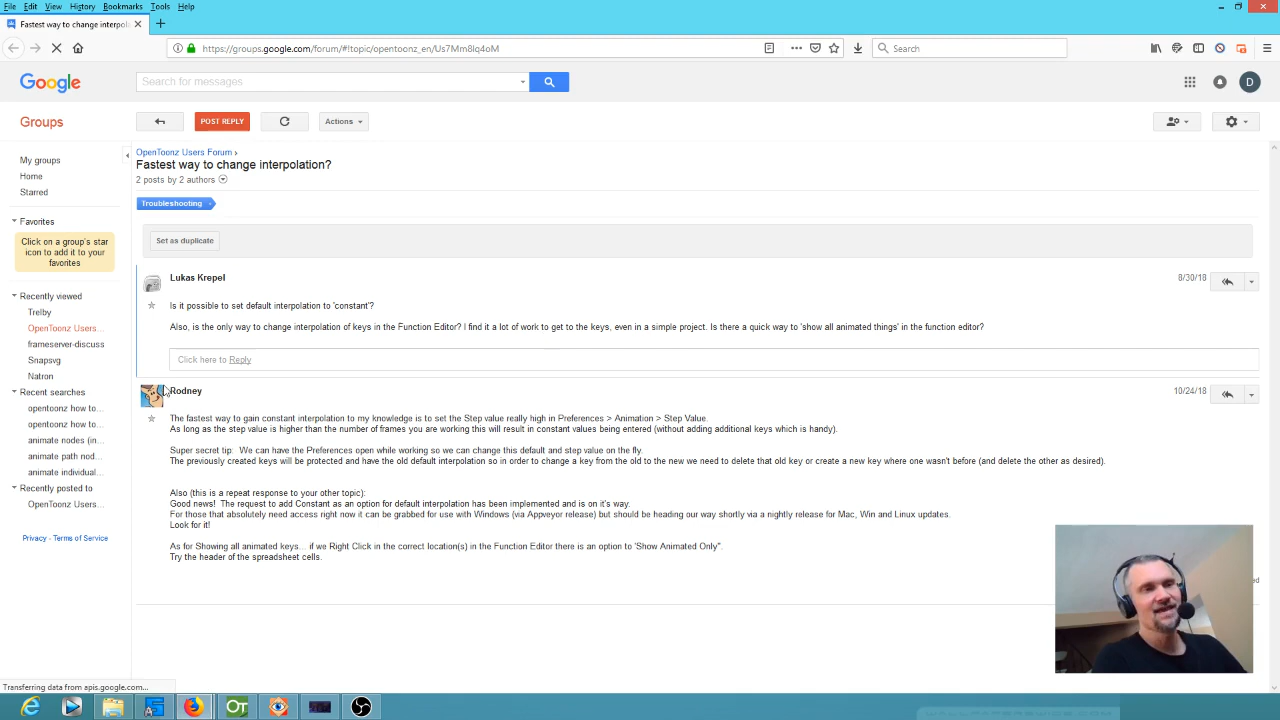 File Edit View History Bookmarks Tools Help
Fastest way to change interpol
https://groups.google.com/forum/#!topic/opentoonz_en/Us7Mm8Iq4oM
Search
Google
Search for messages
D
Groups
POST REPLY
Actions
My groups
Home
Starred
Favorites
Click on a group's star
icon to add it to your
favorites
Recently viewed
Trelby
OpenToonz Users...
frameserver-discuss
Snapsvg
Natron
Recent searches
opentoonz how to...
opentoonz how to...
animate nodes (in...
animate path nod...
animate individual...
Recently posted to
OpenToonz Users...
Privacy - Terms of Service
OpenToonz Users Forum ›
Fastest way to change interpolation?
2 posts by 2 authors
Troubleshooting
Set as duplicate
Lukas Krepel
8/30/18
Is it possible to set default interpolation to 'constant'?
Also, is the only way to change interpolation of keys in the Function Editor? I find it a lot of work to get to the keys, even in a simple project. Is there a quick way to 'show all animated things' in the function editor?
Click here to Reply
Rodney
10/24/18
The fastest way to gain constant interpolation to my knowledge is to set the Step value really high in Preferences > Animation > Step Value.
As long as the step value is higher than the number of frames you are working this will result in constant values being entered (without adding additional keys which is handy).
Super secret tip: We can have the Preferences open while working so we can change this default and step value on the fly.
The previously created keys will be protected and have the old default interpolation so in order to change a key from the old to the new we need to delete that old key or create a new key where one wasn't before (and delete the other as desired).
Also (this is a repeat response to your other topic):
Good news! The request to add Constant as an option for default interpolation has been implemented and is on it's way.
For those that absolutely need access right now it can be grabbed for use with Windows (via Appveyor release) but should be heading our way shortly via a nightly release for Mac, Win and Linux updates.
Look for it!
As for Showing all animated keys... if we Right Click in the correct location(s) in the Function Editor there is an option to 'Show Animated Only".
Try the header of the spreadsheet cells.
Transferring data from apis.google.com...
OT